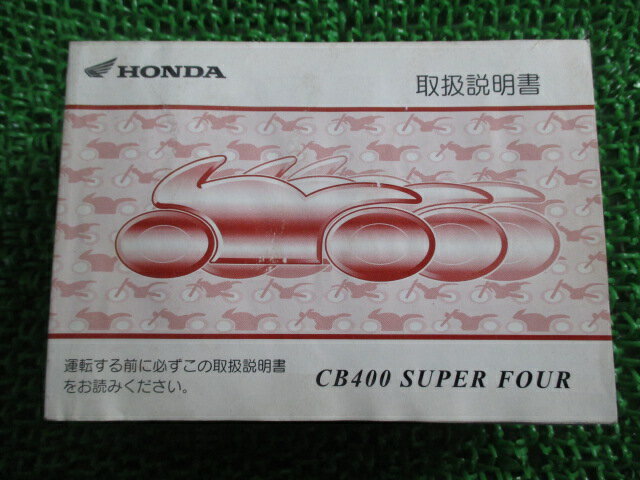 HONDA
取扱説明書
運転する前に必ずこの取扱説明書
をお読みください。
CB400 SUPER FOUR